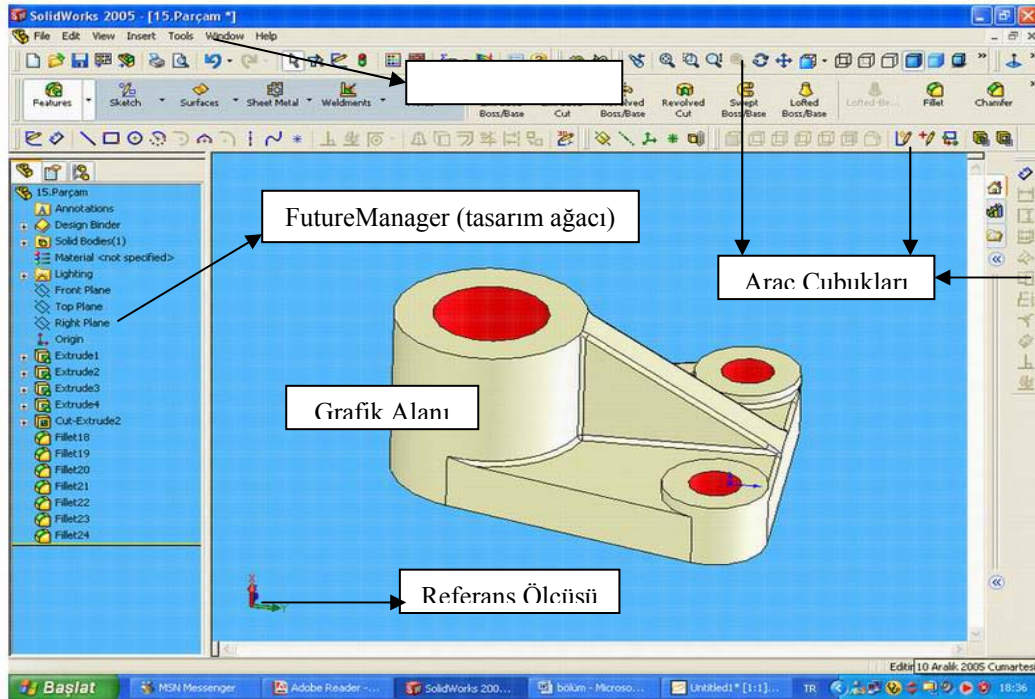 SolidWorks 2005 - [15.Parçam *]
File Edit View Insert Tools Window Help
Features Sketch Surfaces Sheet Metal Weldments Boss/Base Cut Boss/Base Revolved Cut Swept Boss/Base Lofted Boss/Base Lofted-Be... Fillet Chamfer
15.Parçam
Annotations
Design Binder
Solid Bodies(1)
Material <not specified>
Lighting
Front Plane
Top Plane
Right Plane
Origin
Extrude1
Extrude2
Extrude3
Extrude4
Cut-Extrude2
Fillet18
Fillet19
Fillet20
Fillet21
Fillet22
Fillet23
Fillet24
FutureManager (tasarım ağacı)
Araç Çubukları
Grafik Alanı
Referans Ölçüsü
X
Y
10 Aralık 2005 Cumartesi
Başlat MSN Messenger Adobe Reader -... SolidWorks 200... bölüm - Microso... Untitled1* [1:1]... TR 18:36